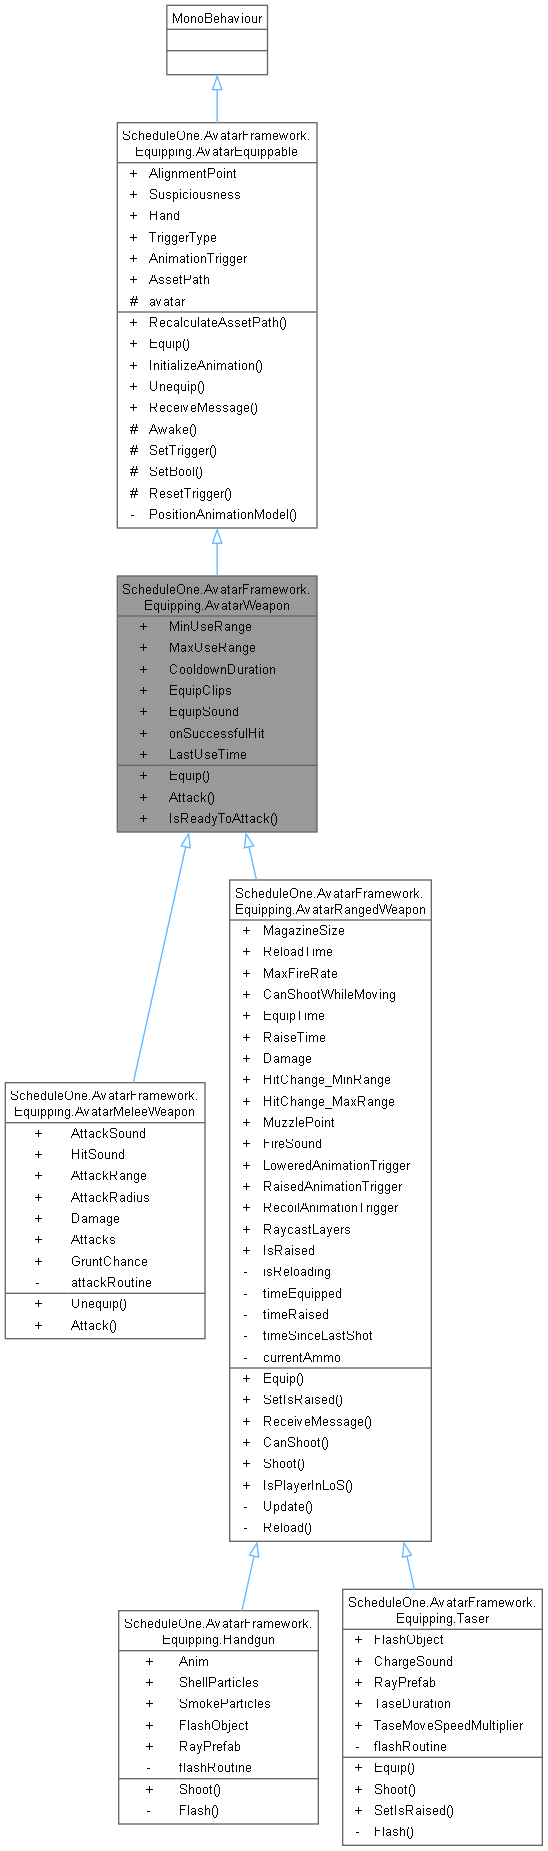 MonoBehaviour
ScheduleOne.AvatarFramework.
Equipping.AvatarEquippable
+ AlignmentPoint
+ Suspiciousness
+ Hand
+ TriggerType
+ AnimationTrigger
+ AssetPath
# avatar
+ RecalculateAssetPath()
+ Equip()
+ InitializeAnimation()
+ Unequip()
+ ReceiveMessage()
# Awake()
# SetTrigger()
# SetBool()
# ResetTrigger()
- PositionAnimationModel()
ScheduleOne.AvatarFramework.
Equipping.AvatarWeapon
+ MinUseRange
+ MaxUseRange
+ CooldownDuration
+ EquipClips
+ EquipSound
+ onSuccessfulHit
+ LastUseTime
+ Equip()
+ Attack()
+ IsReadyToAttack()
ScheduleOne.AvatarFramework.
Equipping.AvatarRangedWeapon
+ MagazineSize
+ ReloadTime
+ MaxFireRate
+ CanShootWhileMoving
+ EquipTime
+ RaiseTime
+ Damage
+ HitChange_MinRange
+ HitChange_MaxRange
+ MuzzlePoint
+ FireSound
+ LoweredAnimationTrigger
+ RaisedAnimationTrigger
+ RecoilAnimationTrigger
+ RaycastLayers
+ IsRaised
- isReloading
- timeEquipped
- timeRaised
- timeSinceLastShot
- currentAmmo
+ Equip()
+ SetIsRaised()
+ ReceiveMessage()
+ CanShoot()
+ Shoot()
+ IsPlayerInLoS()
- Update()
- Reload()
ScheduleOne.AvatarFramework.
Equipping.AvatarMeleeWeapon
+ AttackSound
+ HitSound
+ AttackRange
+ AttackRadius
+ Damage
+ Attacks
+ GruntChance
- attackRoutine
+ Unequip()
+ Attack()
ScheduleOne.AvatarFramework.
Equipping.Handgun
+ Anim
+ ShellParticles
+ SmokeParticles
+ FlashObject
+ RayPrefab
- flashRoutine
+ Shoot()
- Flash()
ScheduleOne.AvatarFramework.
Equipping.Taser
+ FlashObject
+ ChargeSound
+ RayPrefab
+ TaseDuration
+ TaseMoveSpeedMultiplier
- flashRoutine
+ Equip()
+ Shoot()
+ SetIsRaised()
- Flash()